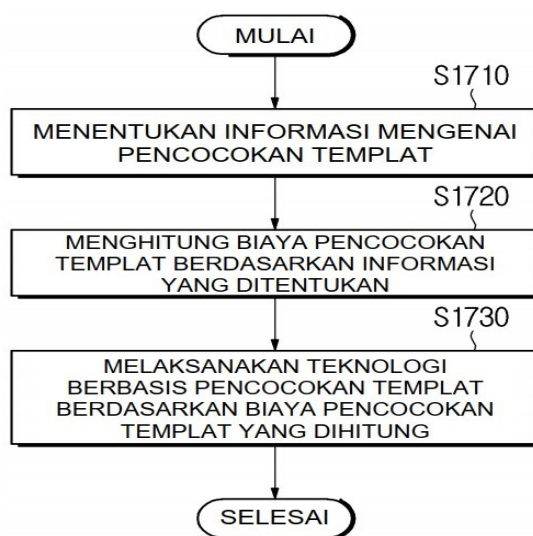 MULAI
S1710
MENENTUKAN INFORMASI MENGENAI
PENCOCOKAN TEMPLAT
S1720
MENGHITUNG BIAYA PENCOCOKAN
TEMPLAT BERDASARKAN INFORMASI
YANG DITENTUKAN
S1730
MELAKSANAKAN TEKNOLOGI
BERBASIS PENCOCOKAN TEMPLAT
BERDASARKAN BIAYA PENCOCOKAN
TEMPLAT YANG DIHITUNG
SELESAI